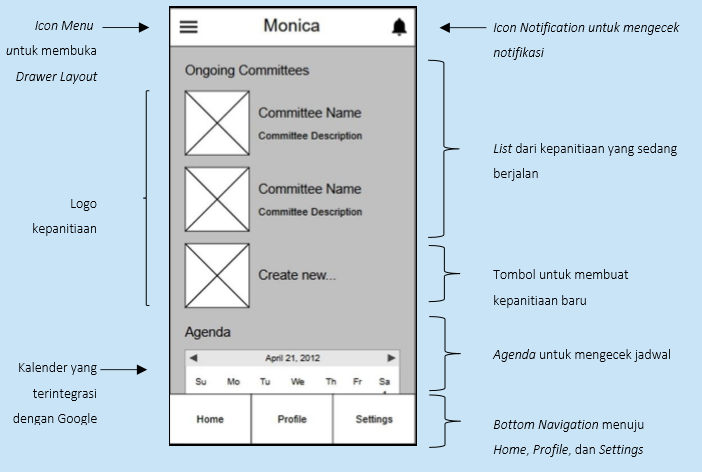 Icon Menu
untuk membuka
Drawer Layout
Logo
kepanitiaan
Kalender yang
terintegrasi
dengan Google
Monica
Ongoing Committees
Committee Name
Committee Description
Committee Name
Committee Description
Create new...
Agenda
April 21, 2012
Su Mo Tu We Th Fr Sa
Home Profile Settings
Icon Notification untuk mengecek
notifikasi
List dari kepanitiaan yang sedang
berjalan
Tombol untuk membuat
kepanitiaan baru
Agenda untuk mengecek jadwal
Bottom Navigation menuju
Home, Profile, dan Settings